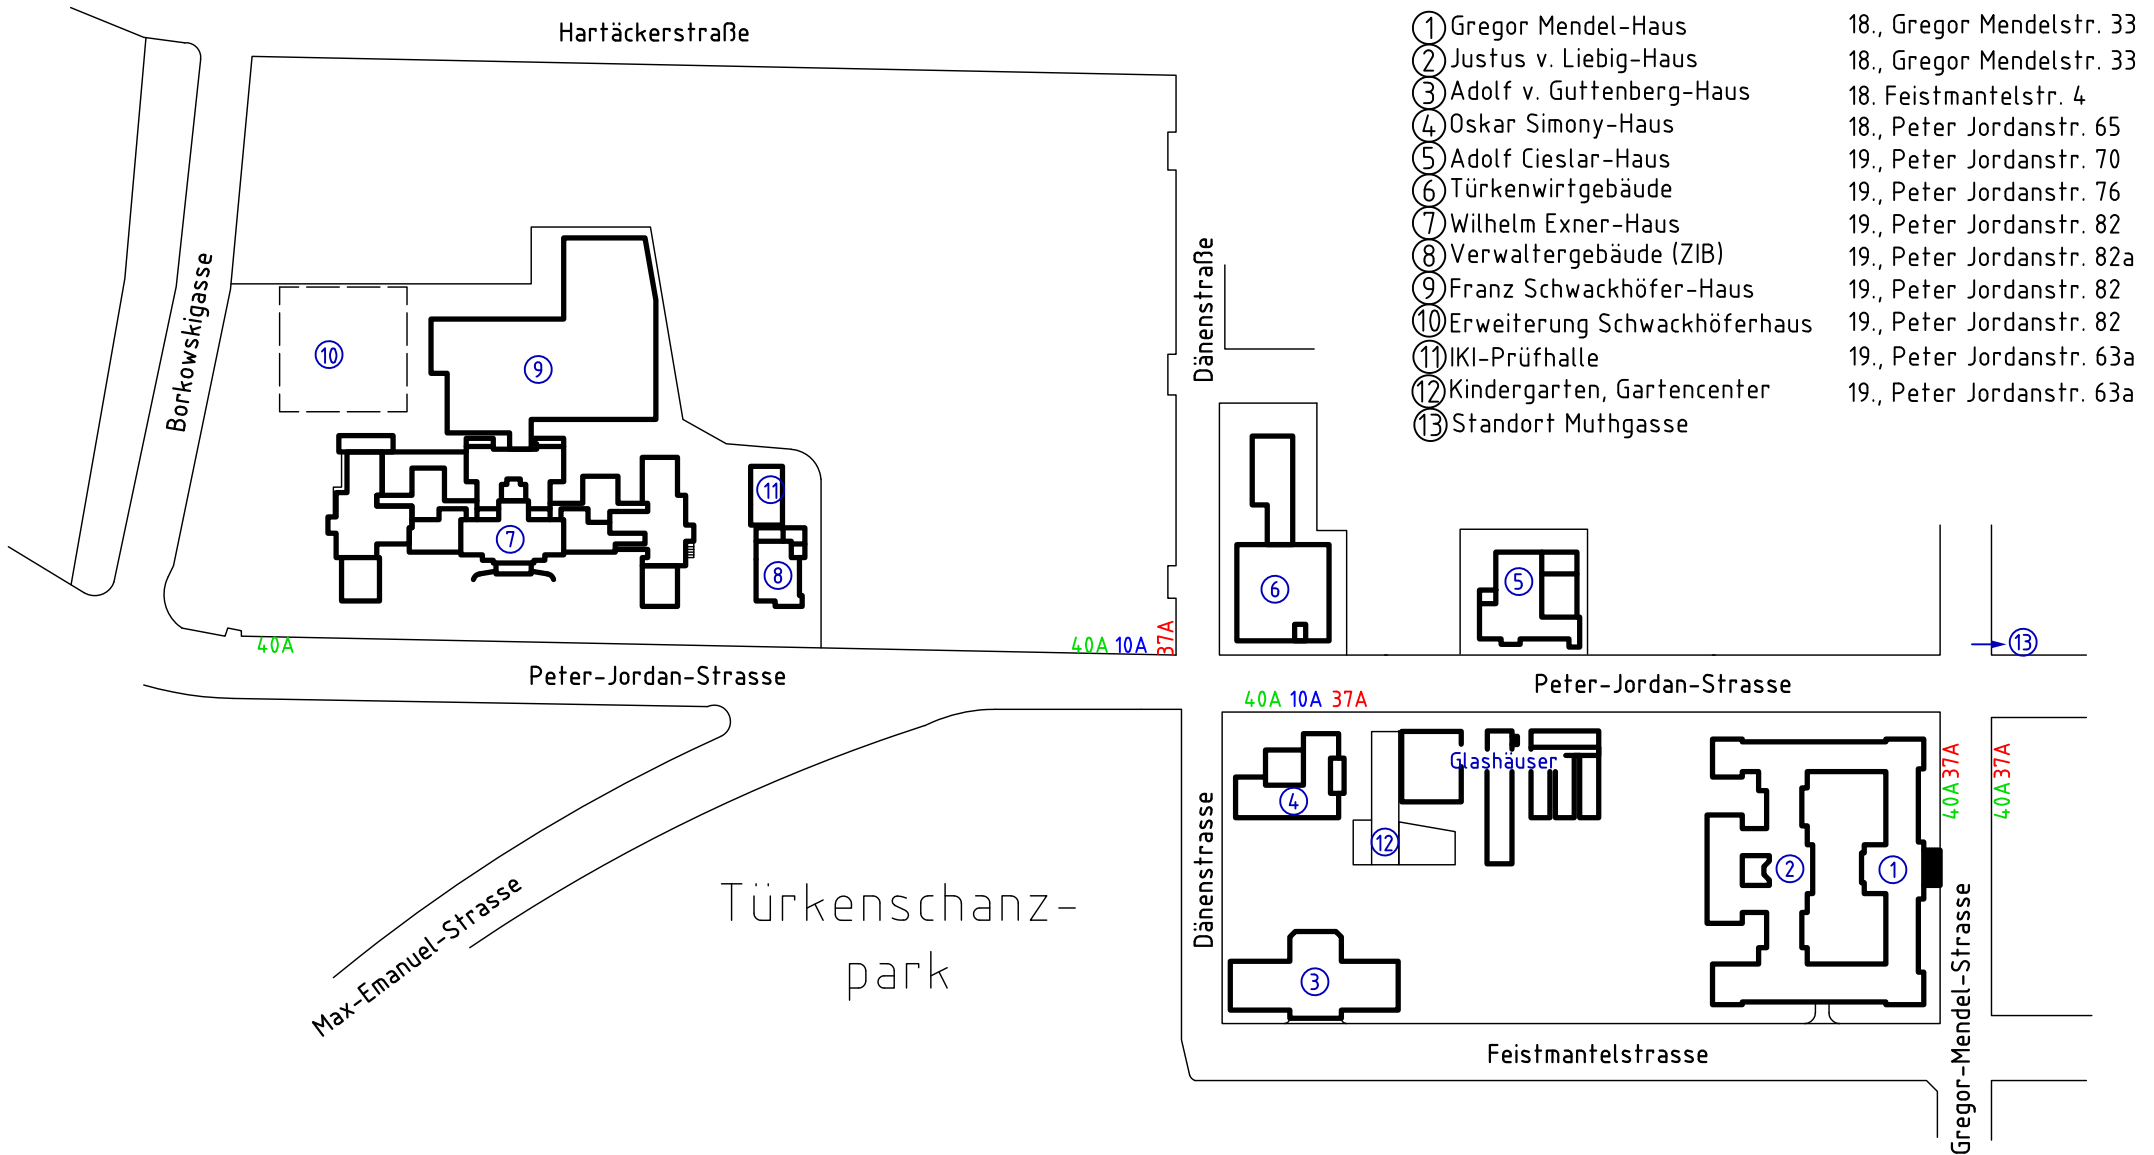 Hartäckerstraße
1 Gregor Mendel-Haus 18., Gregor Mendelstr. 33
2 Justus v. Liebig-Haus 18., Gregor Mendelstr. 33
3 Adolf v. Guttenberg-Haus 18. Feistmantelstr. 4
4 Oskar Simony-Haus 18., Peter Jordanstr. 65
5 Adolf Cieslar-Haus 19., Peter Jordanstr. 70
6 Türkenwirtgebäude 19., Peter Jordanstr. 76
7 Wilhelm Exner-Haus 19., Peter Jordanstr. 82
8 Verwaltergebäude (ZIB) 19., Peter Jordanstr. 82a
9 Franz Schwackhöfer-Haus 19., Peter Jordanstr. 82
10 Erweiterung Schwackhöferhaus 19., Peter Jordanstr. 82
11 IKI-Prüfhalle 19., Peter Jordanstr. 63a
12 Kindergarten, Gartencenter 19., Peter Jordanstr. 63a
13 Standort Muthgasse
Borkowskigasse
Dänenstraße
10
9
11
7
8
6
5
13
40A
40A 10A 37A
Peter-Jordan-Strasse
Peter-Jordan-Strasse
40A 10A 37A
Glashäuser
4
12
2
1
3
40A 37A
40A 37A
Dänenstrasse
Türkenschanz-
park
Max-Emanuel-Strasse
Feistmantelstrasse
Gregor-Mendel-Strasse